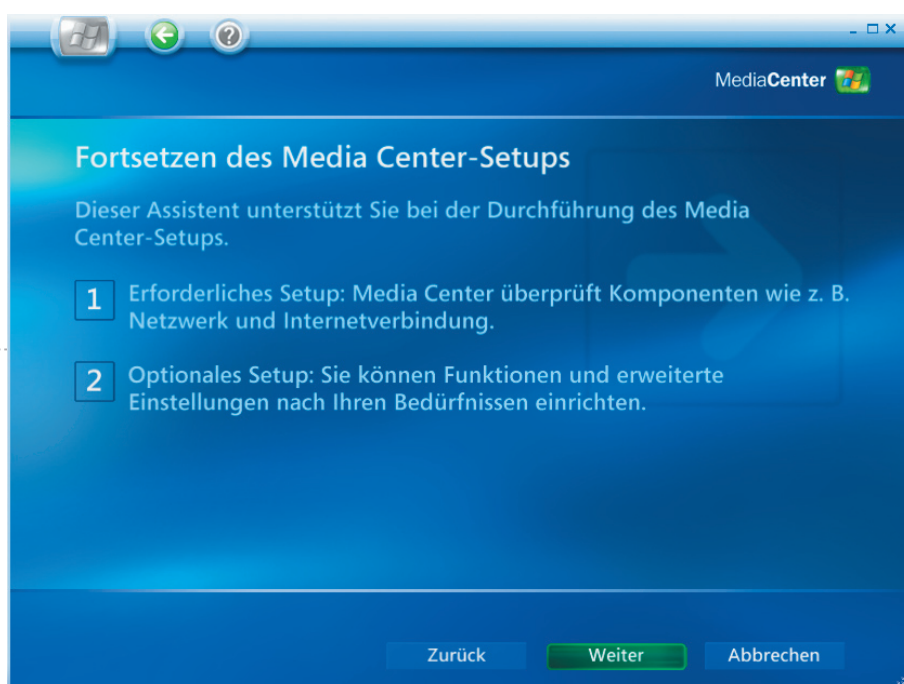 MediaCenter
Fortsetzen des Media Center-Setups
Dieser Assistent unterstützt Sie bei der Durchführung des Media
Center-Setups.
1 Erforderliches Setup: Media Center überprüft Komponenten wie z. B.
Netzwerk und Internetverbindung.
2 Optionales Setup: Sie können Funktionen und erweiterte
Einstellungen nach Ihren Bedürfnissen einrichten.
Zurück Weiter Abbrechen